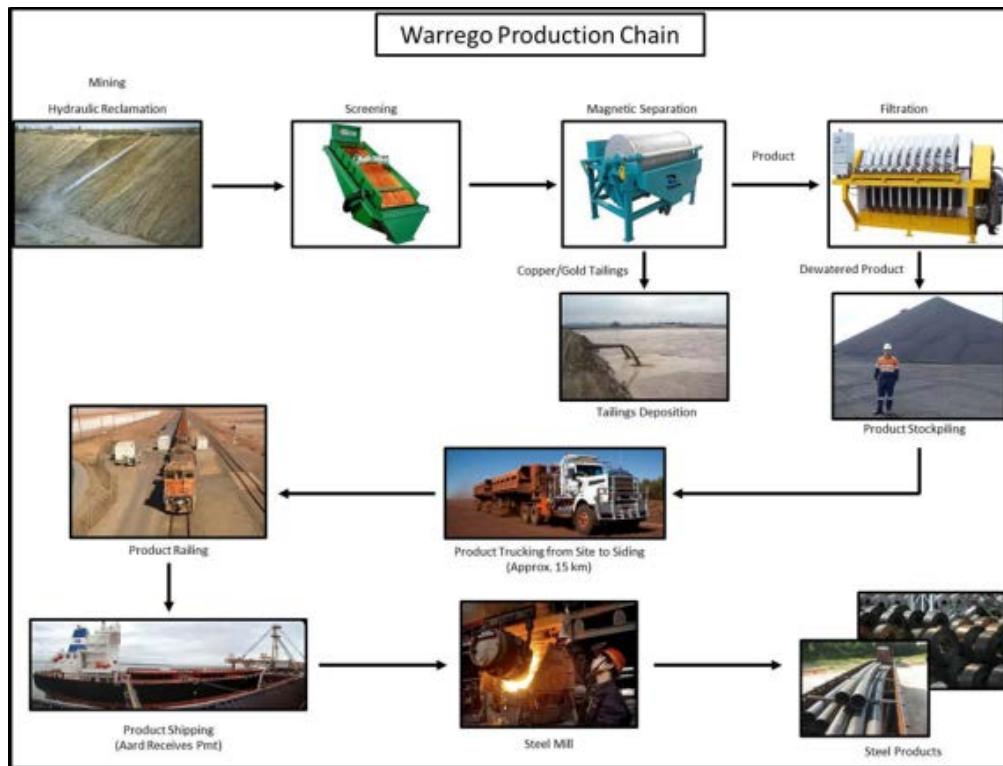 Warrego Production Chain
Mining
Hydraulic Reclamation
Screening
Magnetic Separation
Filtration
Product
Copper/Gold Tailings
Dewatered Product
Tailings Deposition
Product Stockpiling
Product Railing
Product Trucking from Site to Siding
(Approx. 15 km)
Product Shipping
(Aard Receives Pmt)
Steel Mill
Steel Products